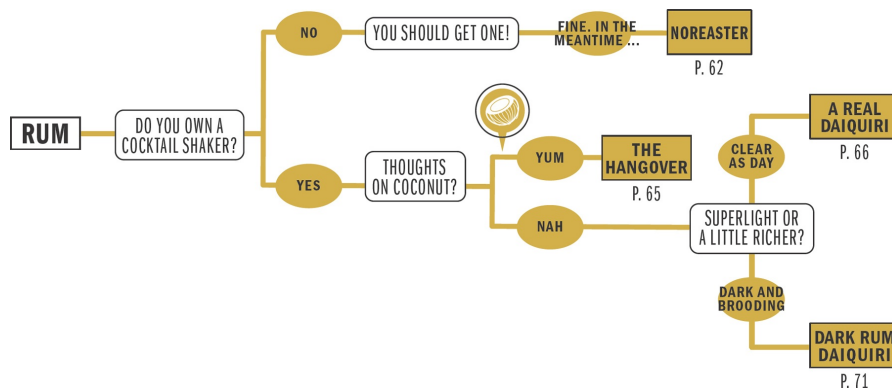 RUM
DO YOU OWN A
COCKTAIL SHAKER?
NO
YOU SHOULD GET ONE!
FINE. IN THE
MEANTIME ...
NOREASTER
P. 62
YES
THOUGHTS
ON COCONUT?
YUM
THE
HANGOVER
P. 65
NAH
SUPERLIGHT OR
A LITTLE RICHER?
CLEAR
AS DAY
A REAL
DAIQUIRI
P. 66
DARK AND
BROODING
DARK RUM
DAIQUIRI
P. 71